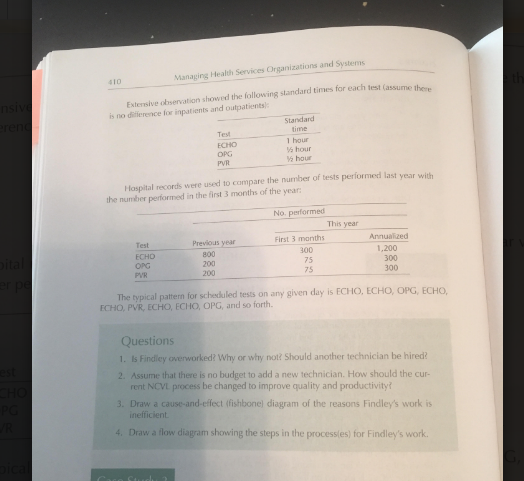 410
Managing Health Services Organizations and Systems
Extensive observation showed the following standard times for each test (assume there
is no difference for inpatients and outpatients):
Test Standard time
ECHO 1 hour
OPG ½ hour
PVR ½ hour
Hospital records were used to compare the number of tests performed last year with
the number performed in the first 3 months of the year:
No. performed
This year
Test Previous year First 3 months Annualized
ECHO 800 300 1,200
OPG 200 75 300
PVR 200 75 300
The typical pattern for scheduled tests on any given day is ECHO, ECHO, OPG, ECHO,
ECHO, PVR, ECHO, ECHO, OPG, and so forth.
Questions
1. Is Findley overworked? Why or why not? Should another technician be hired?
2. Assume that there is no budget to add a new technician. How should the cur-
rent NCVL process be changed to improve quality and productivity?
3. Draw a cause-and-effect (fishbone) diagram of the reasons Findley's work is
inefficient.
4. Draw a flow diagram showing the steps in the process(es) for Findley's work.